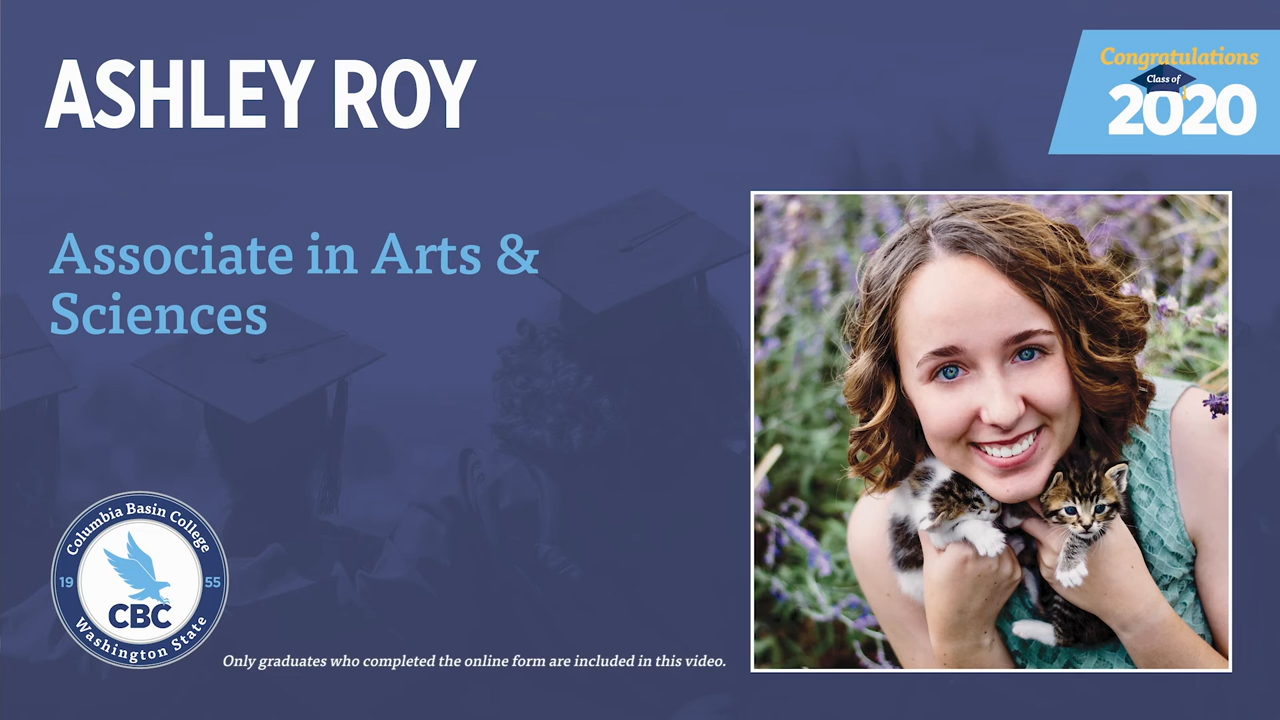 ASHLEY ROY
Congratulations
Class of
2020
Associate in Arts &
Sciences
Columbia Basin College
19 55
CBC
Washington State
Only graduates who completed the online form are included in this video.